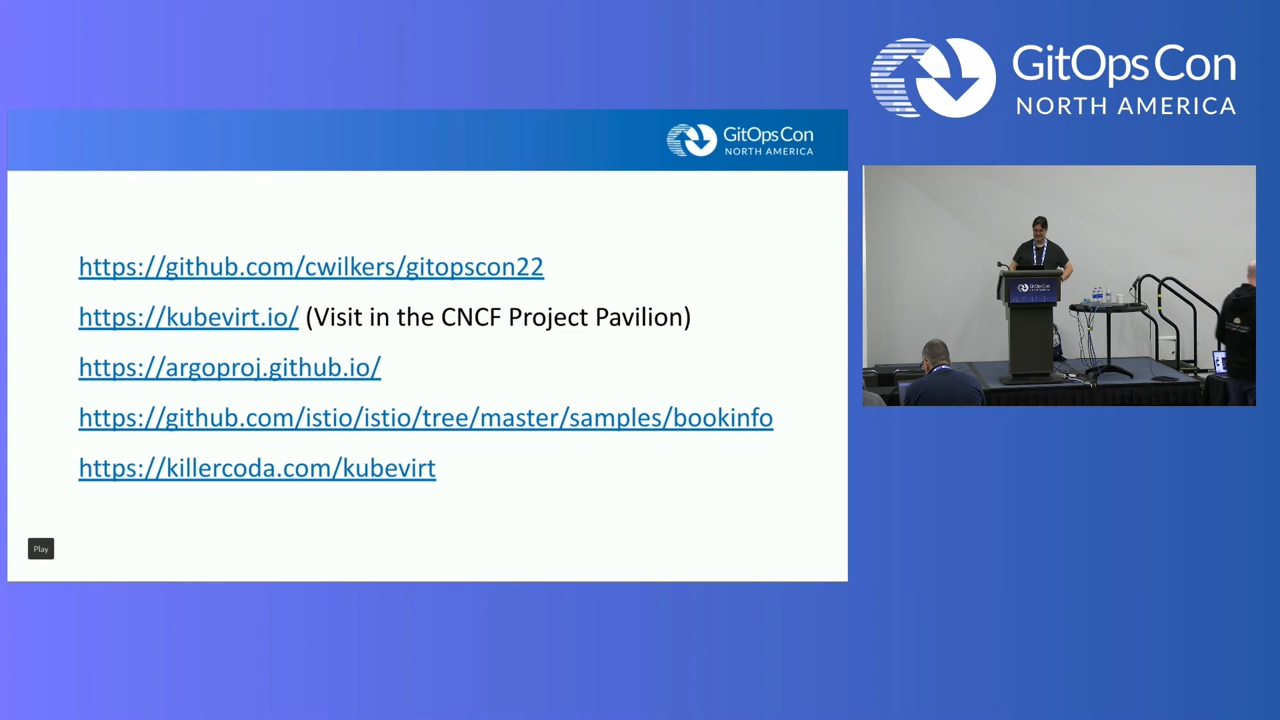 GitOpsCon
NORTH AMERICA
GitOpsCon
NORTH AMERICA
https://github.com/cwilkers/gitopscon22
https://kubevirt.io/ (Visit in the CNCF Project Pavilion)
https://argoproj.github.io/
https://github.com/istio/istio/tree/master/samples/bookinfo
https://killercoda.com/kubevirt
Play
GitOpsCon